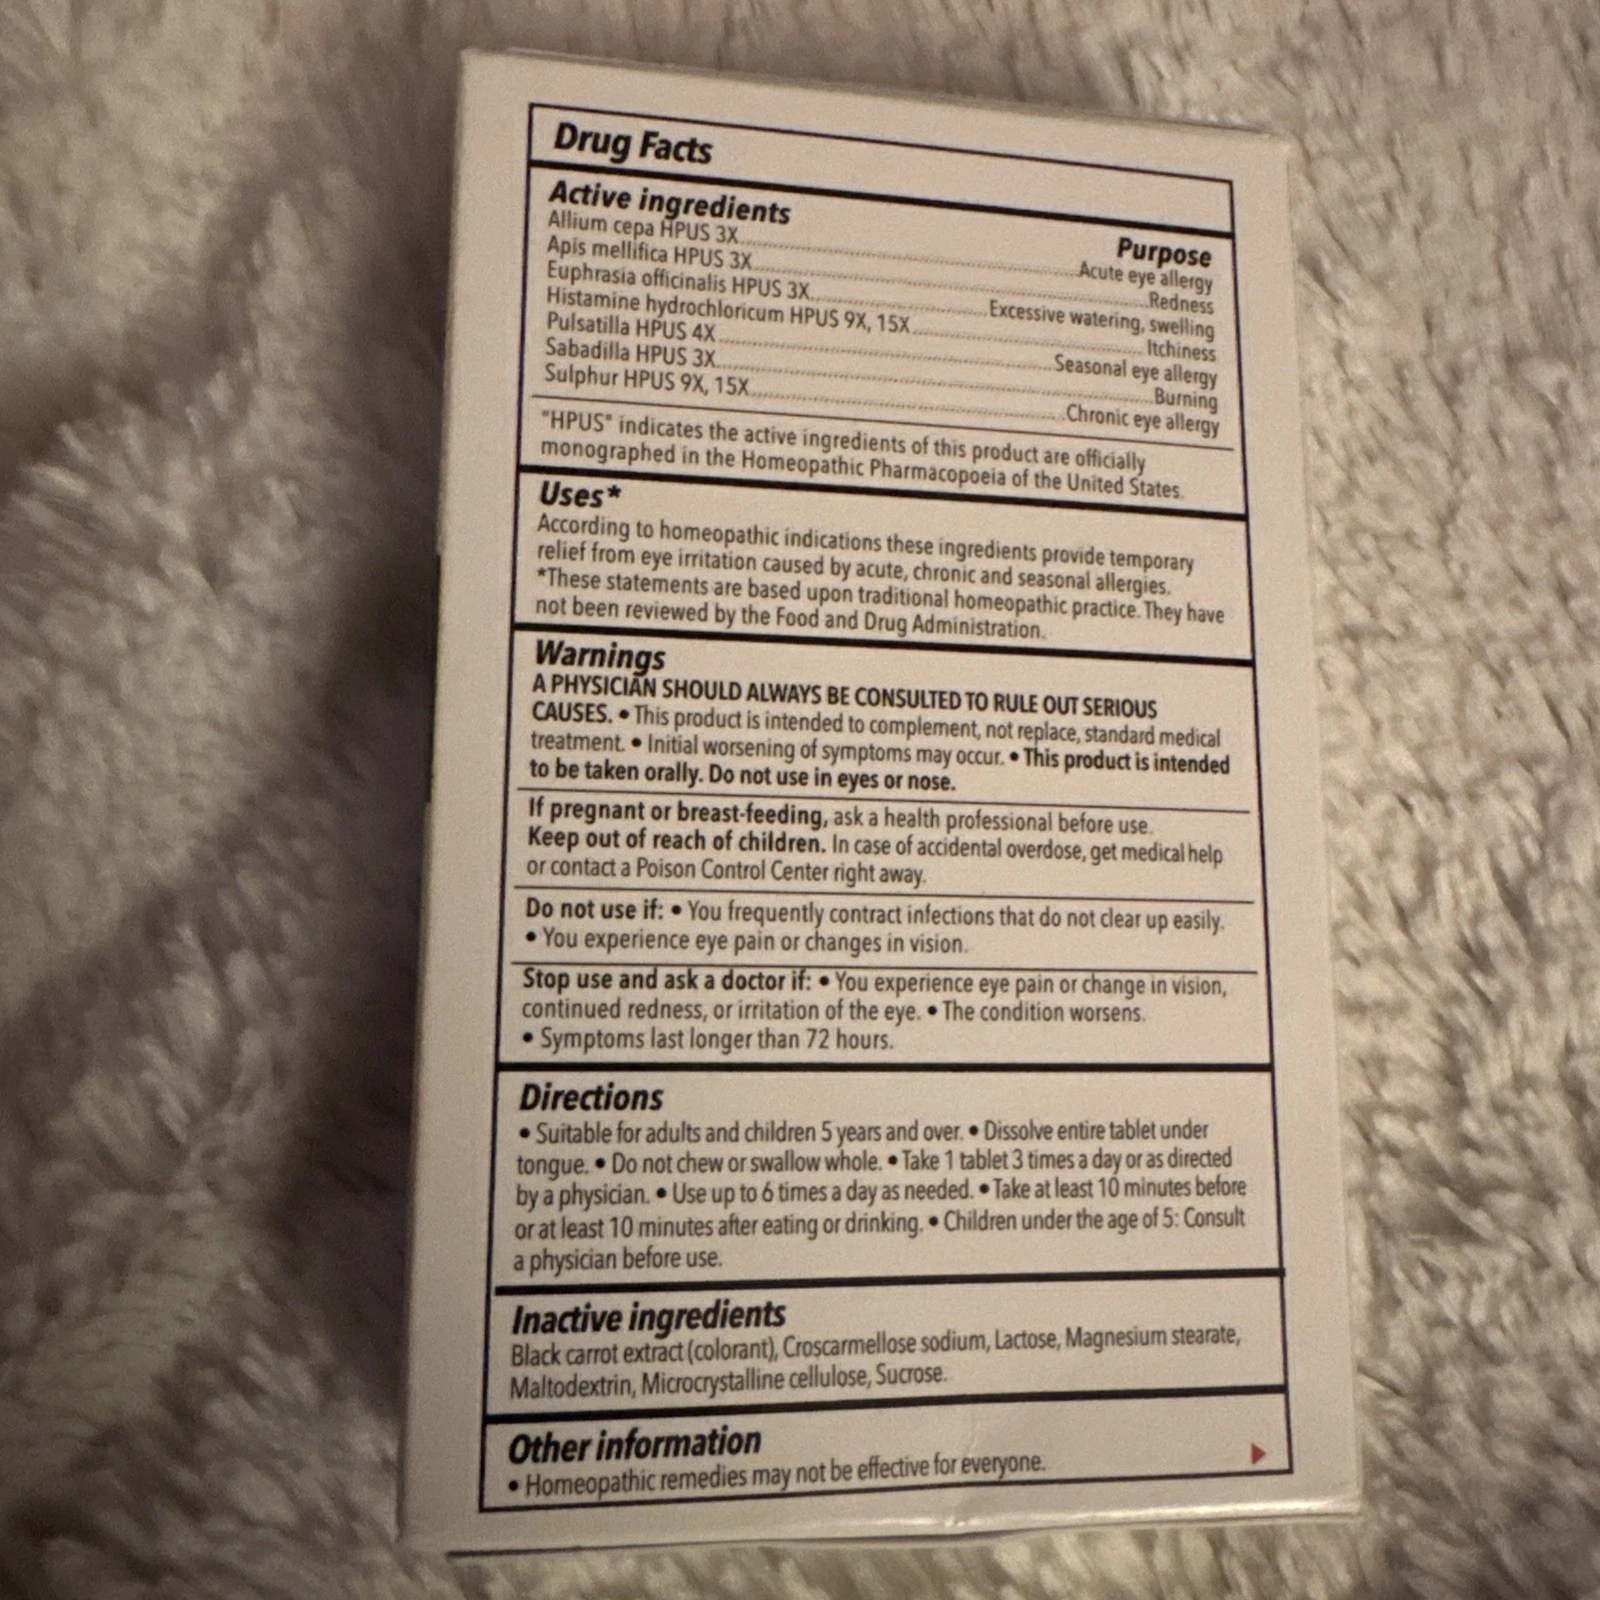 Drug Facts
Active ingredients Purpose
Allium cepa HPUS 3X Acute eye allergy
Apis mellifica HPUS 3X Redness
Euphrasia officinalis HPUS 3X Excessive watering, swelling
Histamine hydrochloricum HPUS 9X, 15X Itchiness
Pulsatilla HPUS 4X Seasonal eye allergy
Sabadilla HPUS 3X Burning
Sulphur HPUS 9X, 15X Chronic eye allergy
"HPUS" indicates the active ingredients of this product are officially
monographed in the Homeopathic Pharmacopoeia of the United States.
Uses*
According to homeopathic indications these ingredients provide temporary
relief from eye irritation caused by acute, chronic and seasonal allergies.
*These statements are based upon traditional homeopathic practice. They have
not been reviewed by the Food and Drug Administration.
Warnings
A PHYSICIAN SHOULD ALWAYS BE CONSULTED TO RULE OUT SERIOUS
CAUSES. • This product is intended to complement, not replace, standard medical
treatment. • Initial worsening of symptoms may occur. • This product is intended
to be taken orally. Do not use in eyes or nose.
If pregnant or breast-feeding, ask a health professional before use.
Keep out of reach of children. In case of accidental overdose, get medical help
or contact a Poison Control Center right away.
Do not use if: • You frequently contract infections that do not clear up easily.
• You experience eye pain or changes in vision.
Stop use and ask a doctor if: • You experience eye pain or change in vision,
continued redness, or irritation of the eye. • The condition worsens.
• Symptoms last longer than 72 hours.
Directions
• Suitable for adults and children 5 years and over. • Dissolve entire tablet under
tongue. • Do not chew or swallow whole. • Take 1 tablet 3 times a day or as directed
by a physician. • Use up to 6 times a day as needed. • Take at least 10 minutes before
or at least 10 minutes after eating or drinking. • Children under the age of 5: Consult
a physician before use.
Inactive ingredients
Black carrot extract (colorant), Croscarmellose sodium, Lactose, Magnesium stearate,
Maltodextrin, Microcrystalline cellulose, Sucrose.
Other information
• Homeopathic remedies may not be effective for everyone.